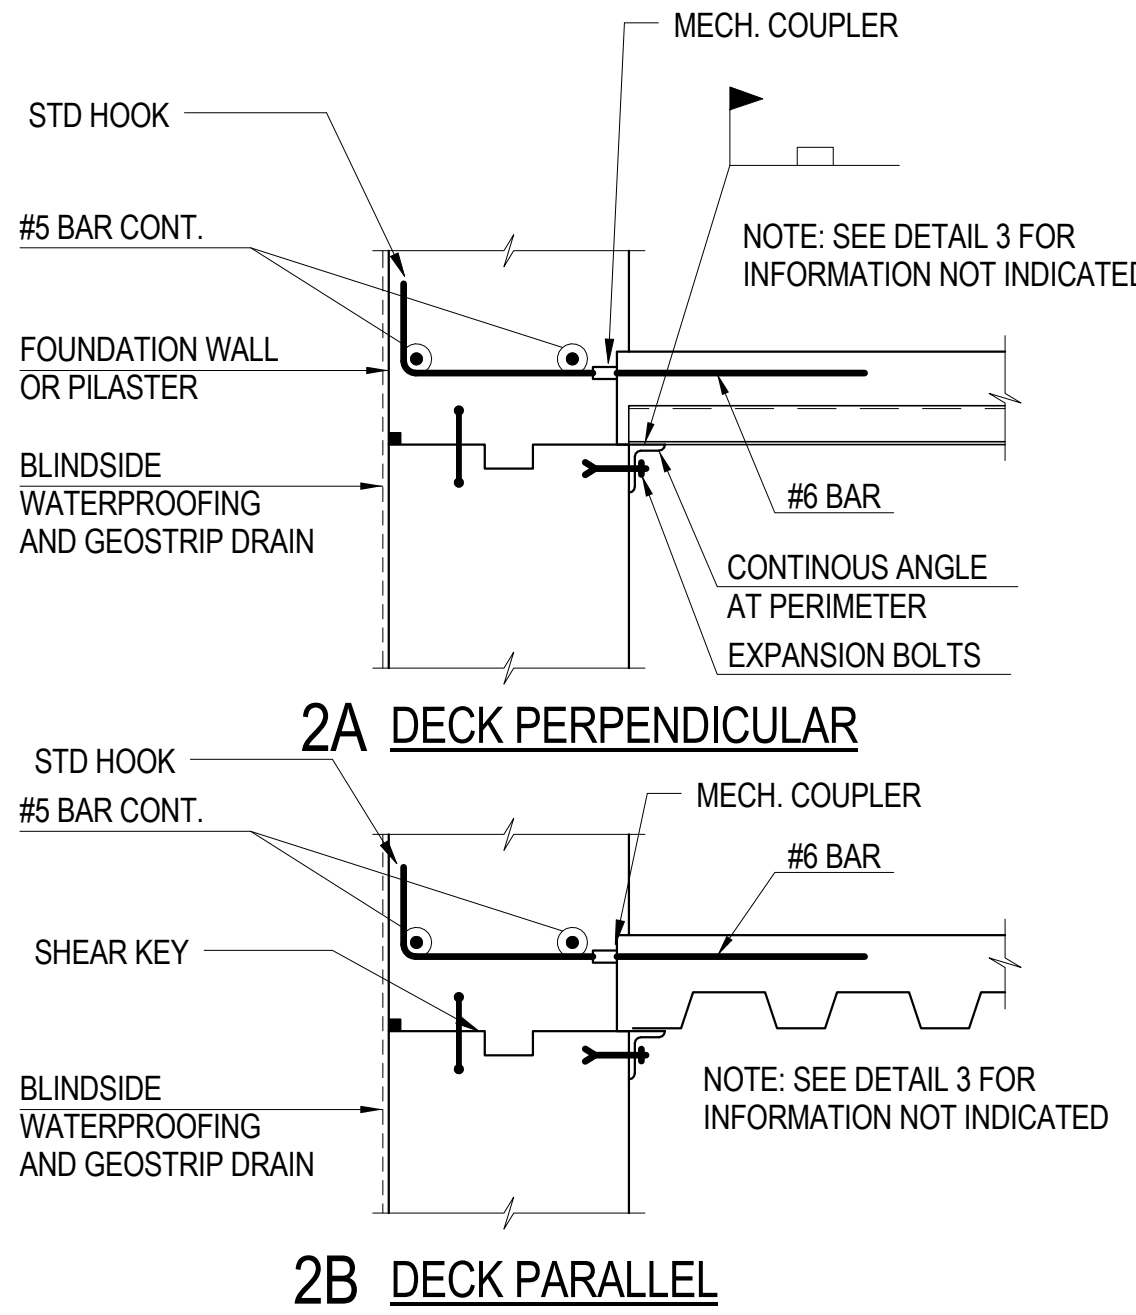 MECH. COUPLER
STD HOOK
#5 BAR CONT.
NOTE: SEE DETAIL 3 FOR
INFORMATION NOT INDICATED
FOUNDATION WALL
OR PILASTER
BLINDSIDE
WATERPROOFING
AND GEOSTRIP DRAIN
#6 BAR
CONTINOUS ANGLE
AT PERIMETER
EXPANSION BOLTS
2A DECK PERPENDICULAR
STD HOOK
#5 BAR CONT.
MECH. COUPLER
#6 BAR
SHEAR KEY
BLINDSIDE
WATERPROOFING
AND GEOSTRIP DRAIN
NOTE: SEE DETAIL 3 FOR
INFORMATION NOT INDICATED
2B DECK PARALLEL